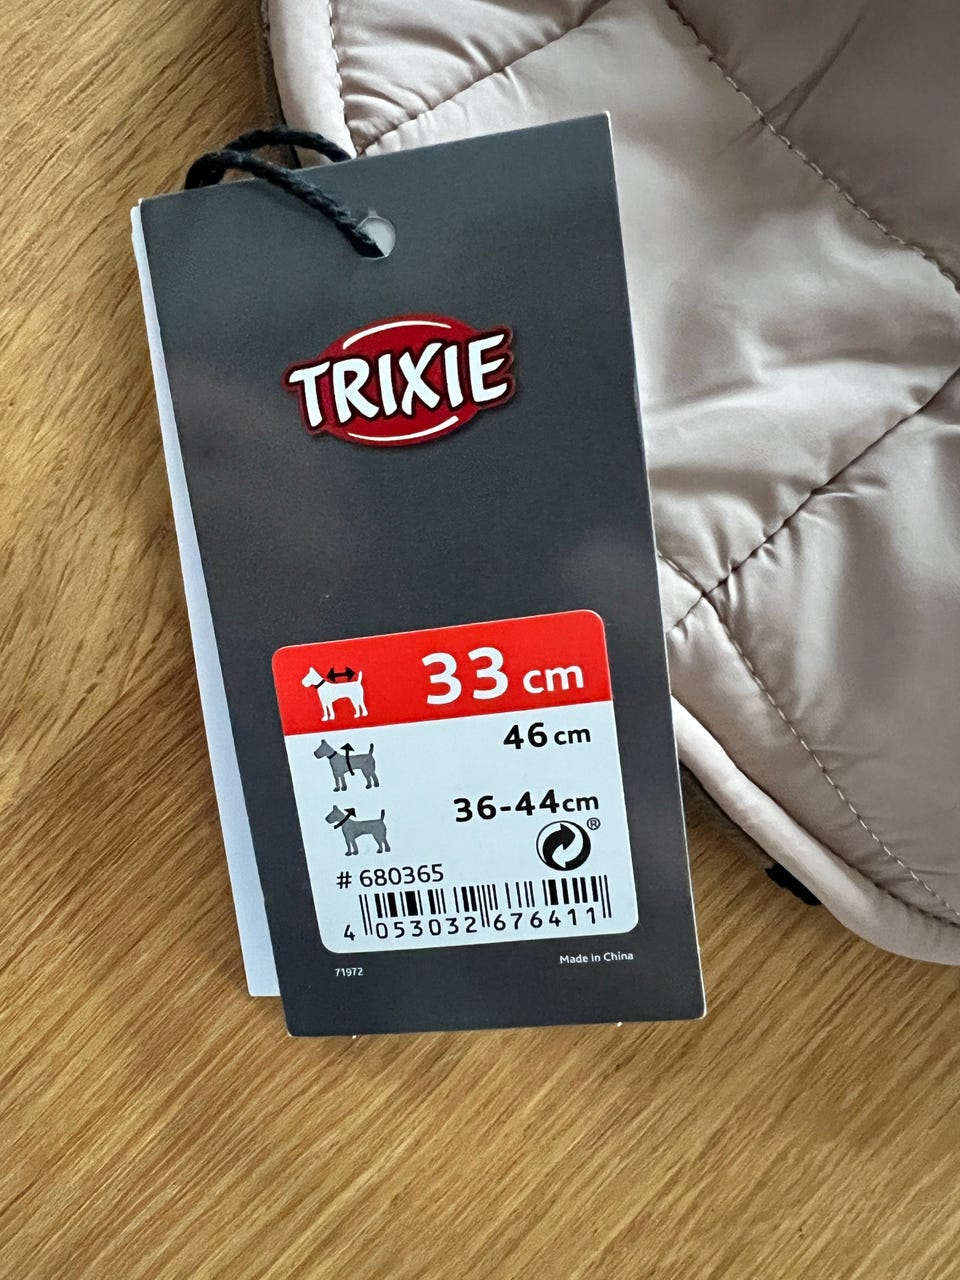 TRIXIE
33 cm
46 cm
36-44cm
®
# 680365
4 053032 676411
71972
Made in China